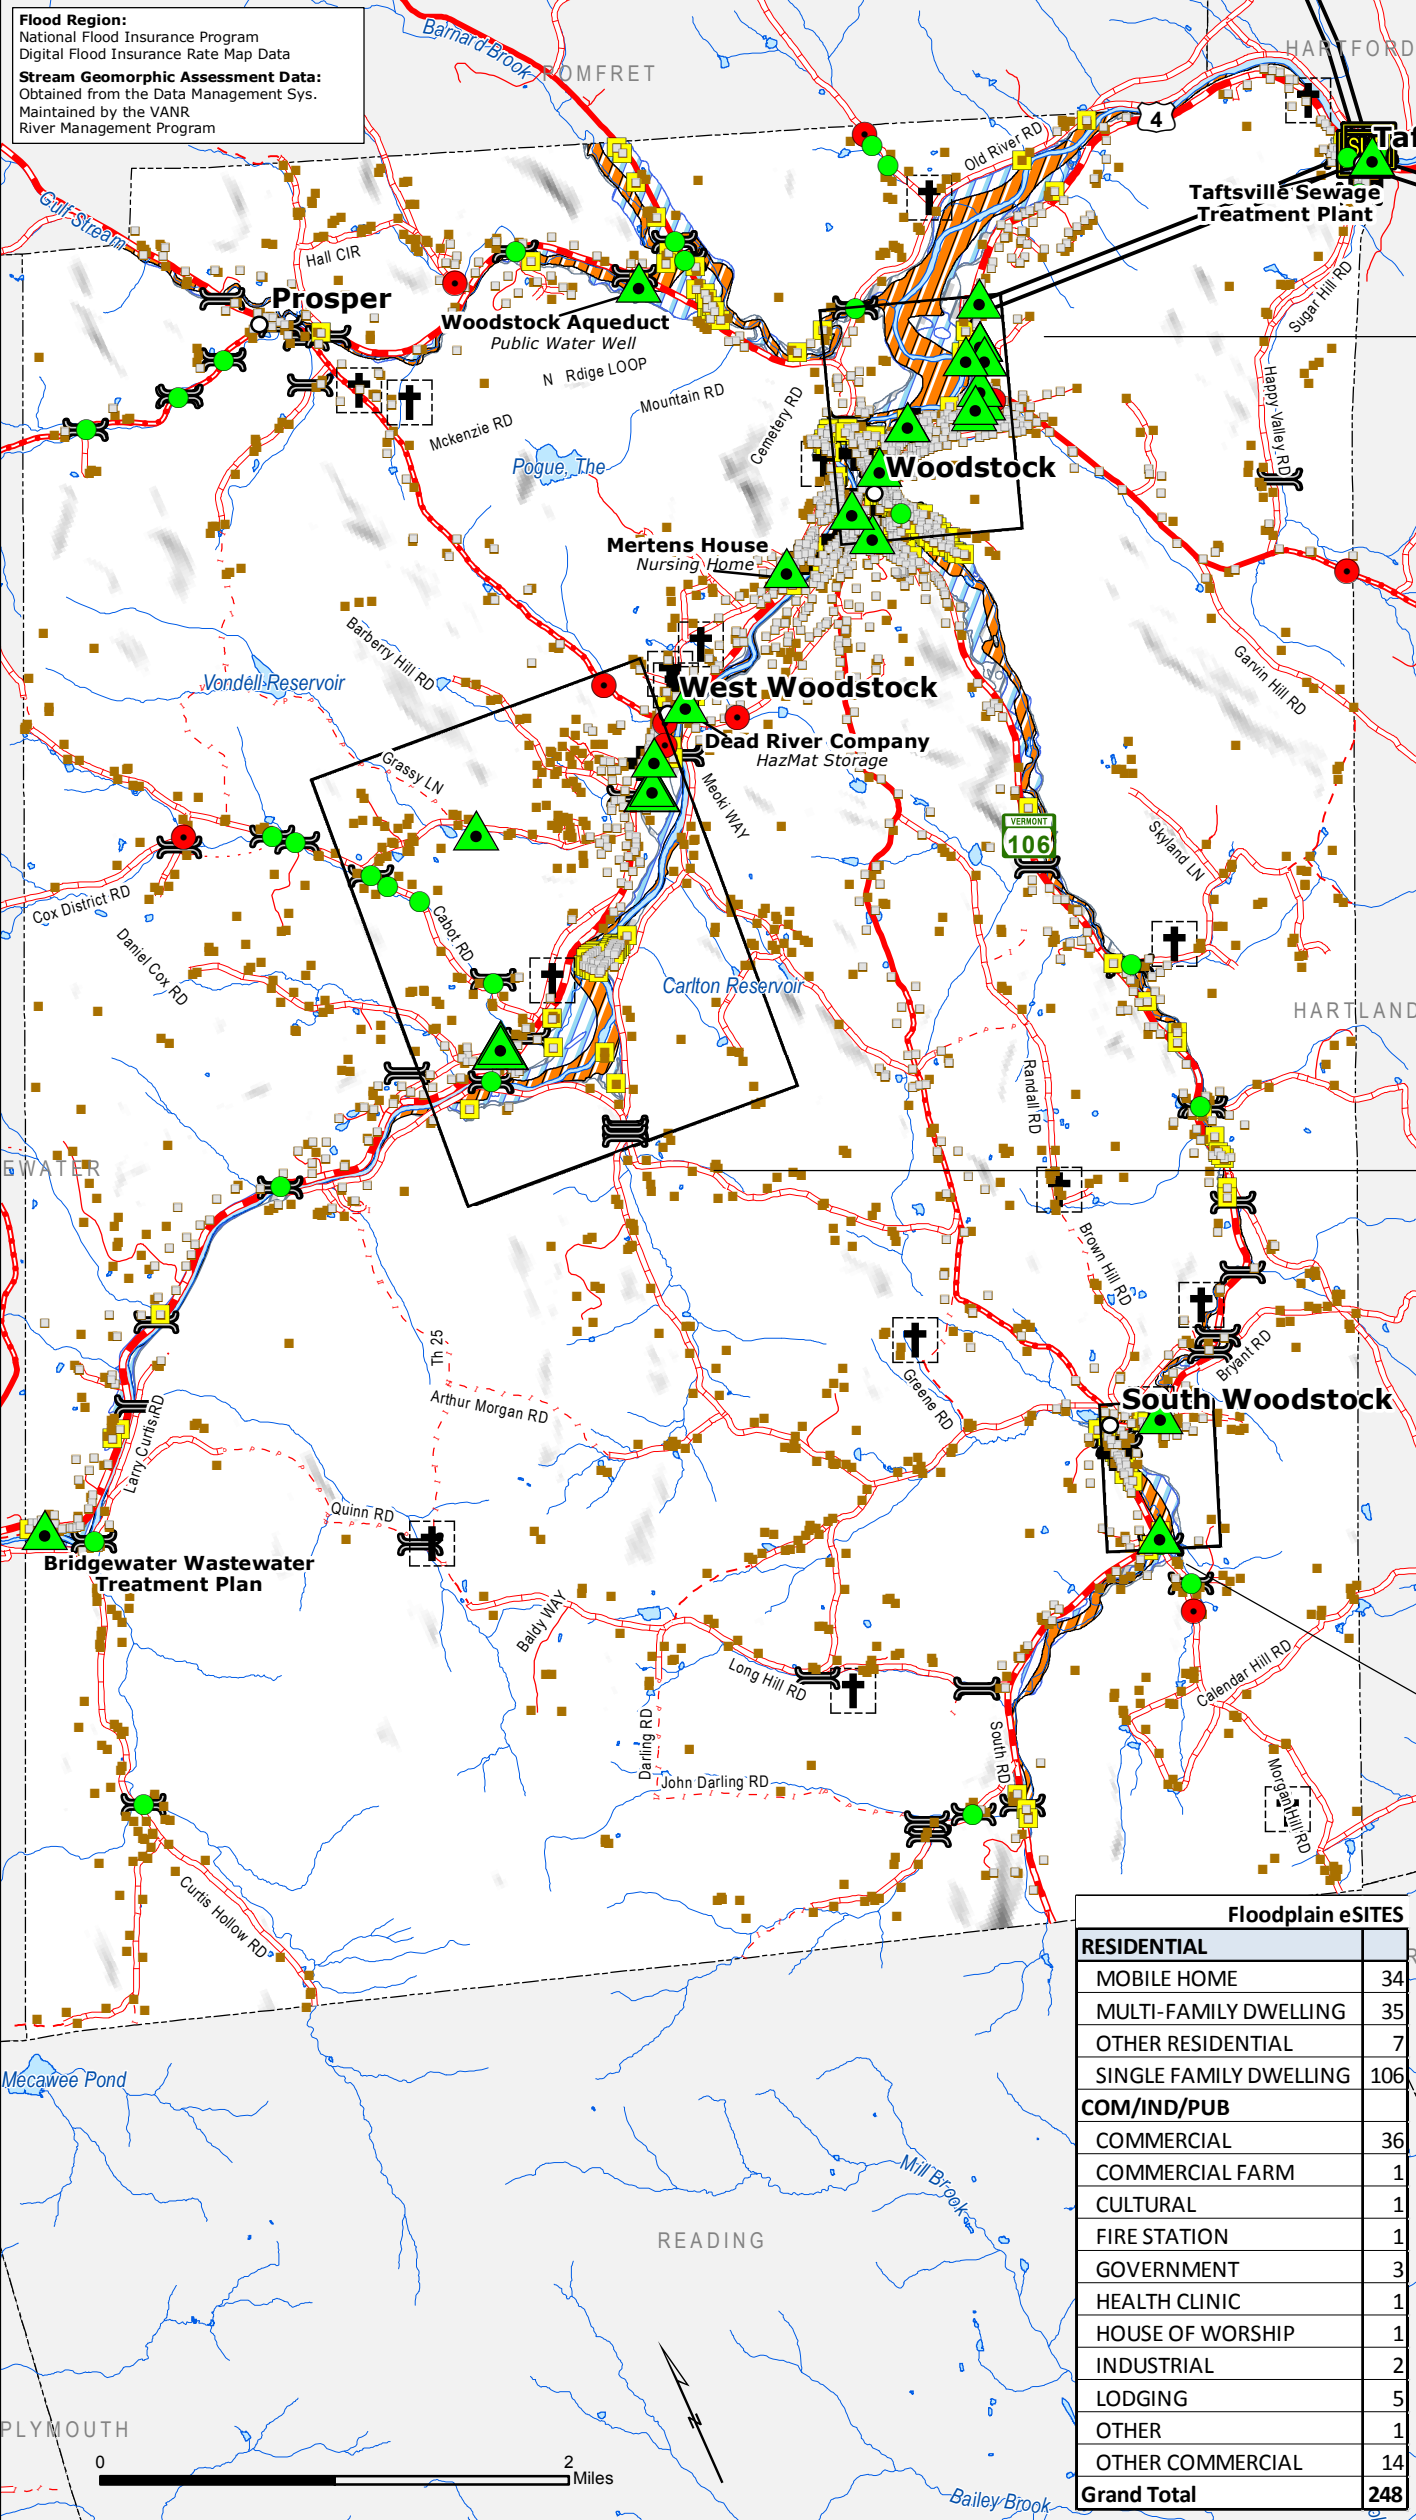 Flood Region:
National Flood Insurance Program
Digital Flood Insurance Rate Map Data
Stream Geomorphic Assessment Data:
Obtained from the Data Management Sys.
Maintained by the VANR
River Management Program
Barnard Brook
POMFRET
HARTFORD
4
Old River RD
Taf
Taftsville Sewage
Treatment Plant
Gulf Stream
Hall CIR
Prosper
Woodstock Aqueduct
Public Water Well
Sugar Hill RD
N Rdige LOOP
Mountain RD
Mckenzie RD
Cemetery RD
Happy Valley RD
Pogue, The
Woodstock
Mertens House
Nursing Home
Barberry Hill RD
Garvin Hill RD
Vondell Reservoir
West Woodstock
Dead River Company
HazMat Storage
Grassy LN
Meoki WAY
VERMONT
106
Skyland LN
Cox District RD
Daniel Cox RD
Cabot RD
Carlton Reservoir
HARTLAND
Randall RD
EWATER
Brown Hill RD
Th 25
Bryant RD
Greene RD
Arthur Morgan RD
South Woodstock
Larry Curtis RD
Quinn RD
Bridgewater Wastewater
Treatment Plan
Baldy WAY
Long Hill RD
Calendar Hill RD
Darling RD
South RD
John Darling RD
Morgan Hill RD
Curtis Hollow RD
Floodplain eSITES
RESIDENTIAL
MOBILE HOME 34
MULTI-FAMILY DWELLING 35
OTHER RESIDENTIAL 7
SINGLE FAMILY DWELLING 106
COM/IND/PUB
COMMERCIAL 36
COMMERCIAL FARM 1
CULTURAL 1
FIRE STATION 1
GOVERNMENT 3
HEALTH CLINIC 1
HOUSE OF WORSHIP 1
INDUSTRIAL 2
LODGING 5
OTHER 1
OTHER COMMERCIAL 14
Grand Total 248
Mecawee Pond
Mill Brook
READING
PLYMOUTH
0 2
Miles
Bailey Brook